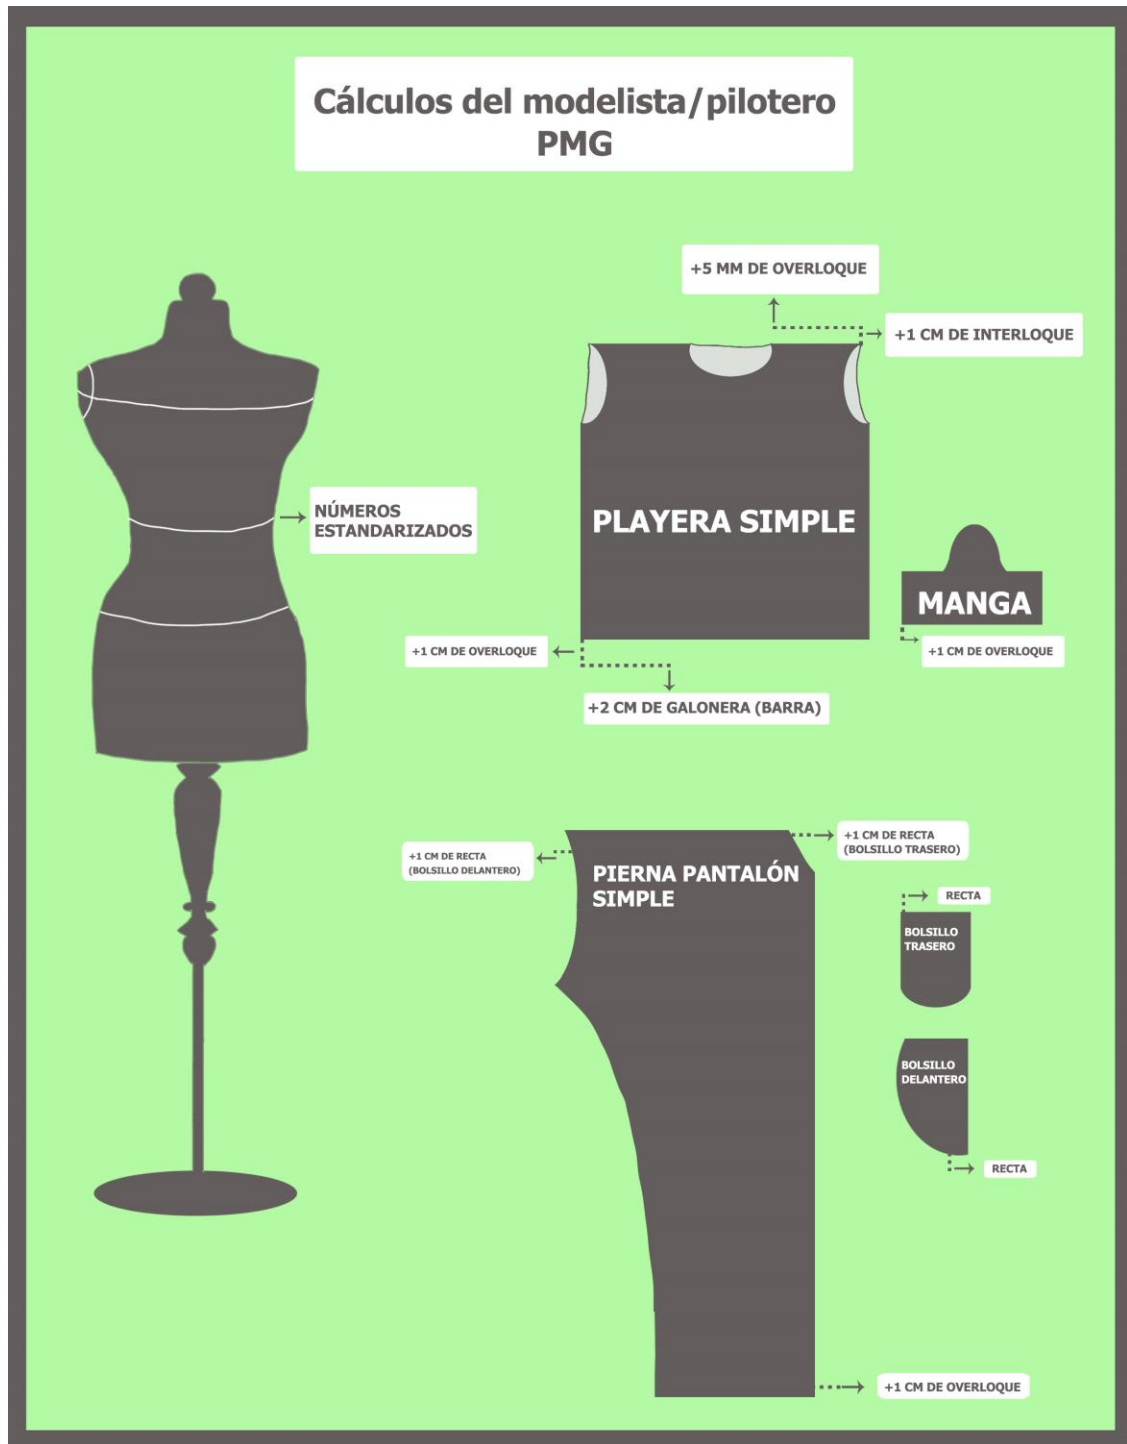 Cálculos del modelista/pilotero
PMG
+5 MM DE OVERLOQUE
+1 CM DE INTERLOQUE
NÚMEROS
ESTANDARIZADOS
PLAYERA SIMPLE
MANGA
+1 CM DE OVERLOQUE
+1 CM DE OVERLOQUE
+2 CM DE GALONERA (BARRA)
+1 CM DE RECTA
(BOLSILLO DELANTERO)
PIERNA PANTALÓN
SIMPLE
+1 CM DE RECTA
(BOLSILLO TRASERO)
RECTA
BOLSILLO
TRASERO
BOLSILLO
DELANTERO
RECTA
+1 CM DE OVERLOQUE